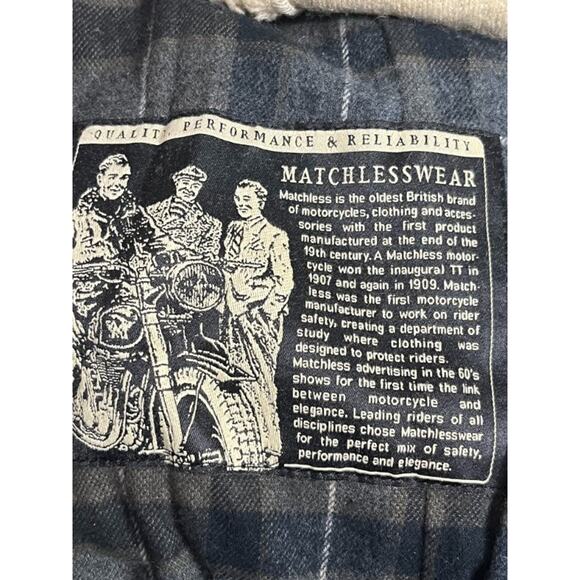 QUALITY PERFORMANCE & RELIABILITY
MATCHLESSWEAR
Matchless is the oldest British brand
of motorcycles, clothing and acces-
sories with the first product
manufactured at the end of the
19th century. A Matchless motor-
cycle won the inaugural TT in
1907 and again in 1909. Match-
less was the first motorcycle
manufacturer to work on rider
safety, creating a department of
study where clothing was
designed to protect riders.
Matchless advertising in the 60's
shows for the first time the link
between motorcycle and
elegance. Leading riders of all
disciplines chose Matchlesswear
for the perfect mix of safety,
performance and elegance.